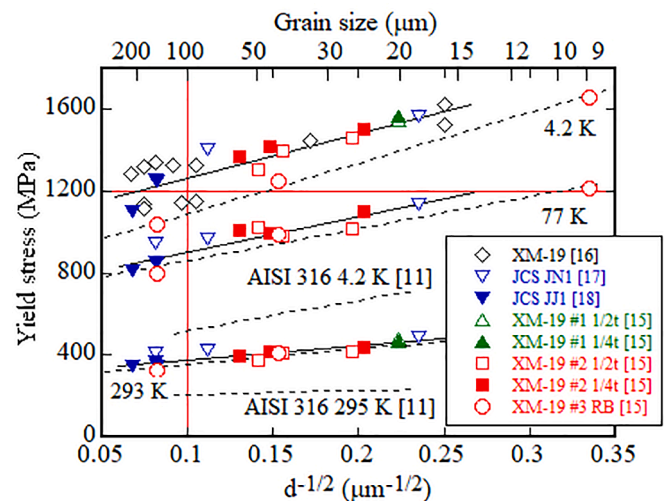 Grain size (μm)
200 100 50 30 20 15 12 10 9
Yield stress (MPa)
1600
1200
800
400
0
4.2 K
77 K
AISI 316 4.2 K [11]
293 K
AISI 316 295 K [11]
XM-19 [16]
JCS JN1 [17]
JCS JJ1 [18]
XM-19 #1 1/2t [15]
XM-19 #1 1/4t [15]
XM-19 #2 1/2t [15]
XM-19 #2 1/4t [15]
XM-19 #3 RB [15]
0.05 0.1 0.15 0.2 0.25 0.3 0.35
d-1/2 (μm-1/2)